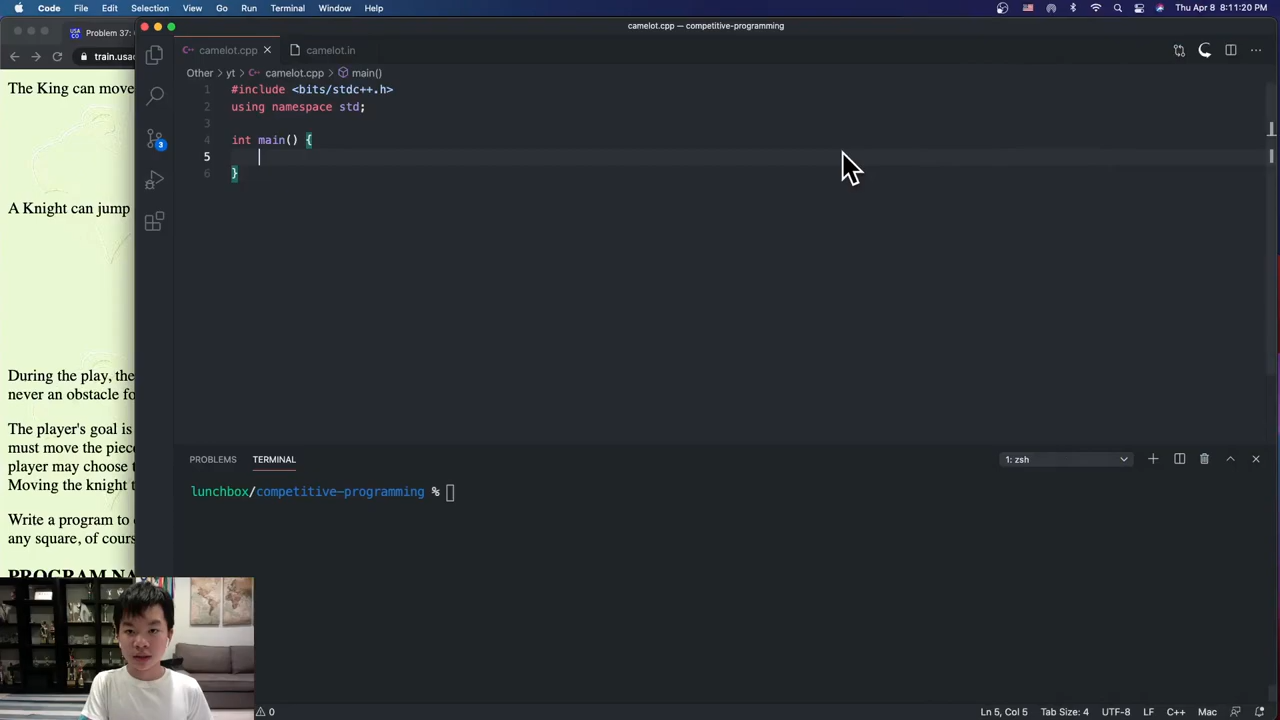 Code File Edit Selection View Go Run Terminal Window Help Thu Apr 8 8:11:20 PM
Problem 37:
camelot.cpp — competitive-programming
train.usac
camelot.cpp camelot.in
Other > yt > camelot.cpp > main()
The King can move
1 #include <bits/stdc++.h>
2 using namespace std;
3
4 int main() {
5
6 }
3
A Knight can jump
During the play, the
never an obstacle fo
The player's goal is
must move the piec
player may choose t
Moving the knight t
Write a program to
any square, of cours
PROGRAM NA
PROBLEMS TERMINAL 1: zsh
lunchbox/competitive-programming %
0 Ln 5, Col 5 Tab Size: 4 UTF-8 LF C++ Mac